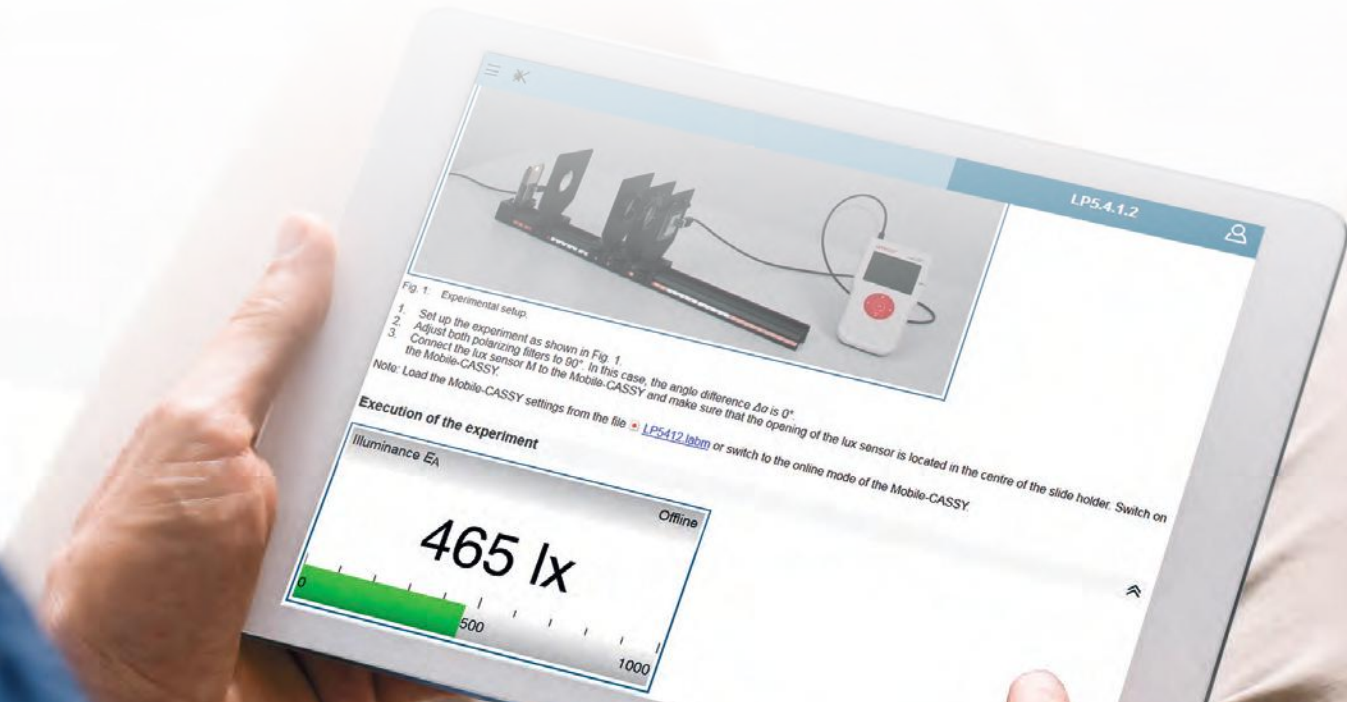 LP5.4.1.2
Fig. 1: Experimental setup.
1. Set up the experiment as shown in Fig. 1.
2. Adjust both polarizing filters to 90°. In this case, the angle difference Δα is 0°.
3. Connect the lux sensor M to the Mobile-CASSY and make sure that the opening of the lux sensor is located in the centre of the slide holder. Switch on
the Mobile-CASSY.
Note: Load the Mobile-CASSY settings from the file LP5412.labm or switch to the online mode of the Mobile-CASSY.
Execution of the experiment
Illuminance EA
Offline
465 lx
0
500
1000